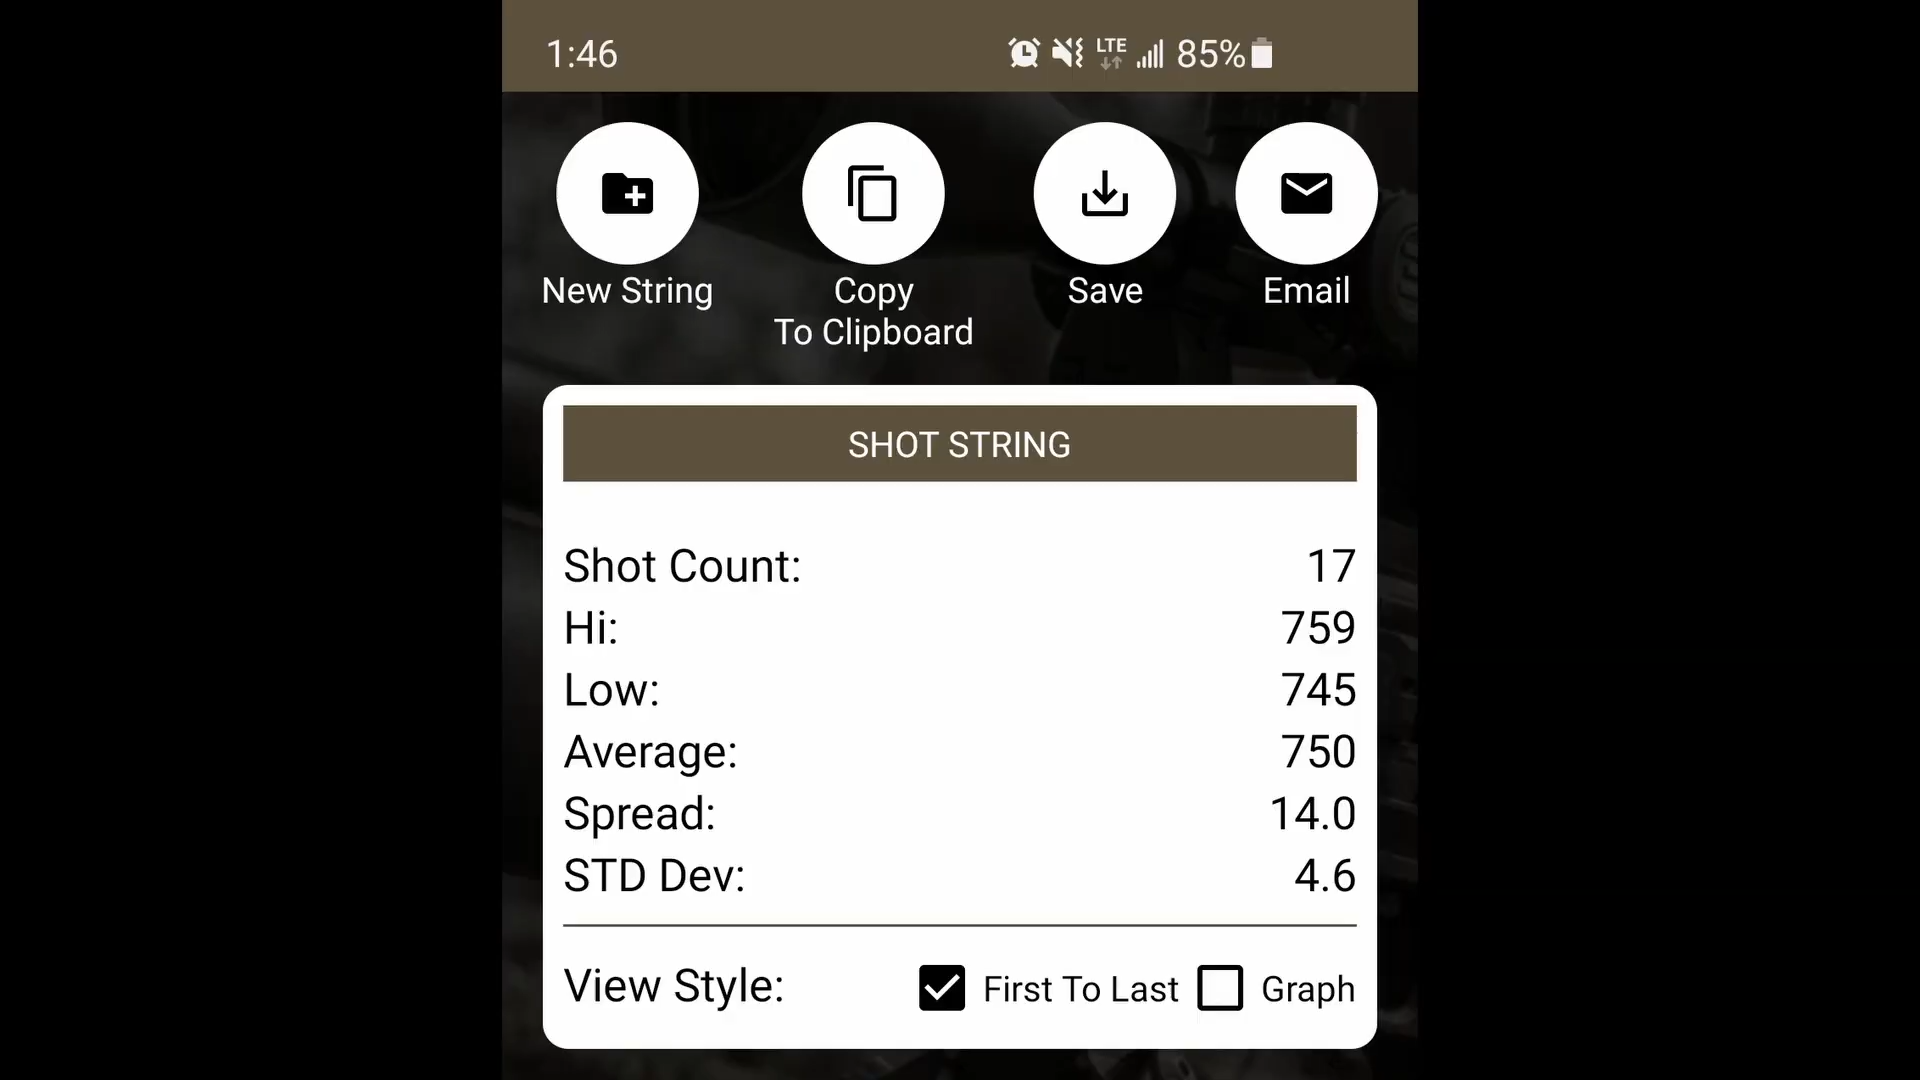 1:46 LTE 85%
New String
Copy
To Clipboard
Save
Email
SHOT STRING
Shot Count: 17
Hi: 759
Low: 745
Average: 750
Spread: 14.0
STD Dev: 4.6
View Style: First To Last Graph